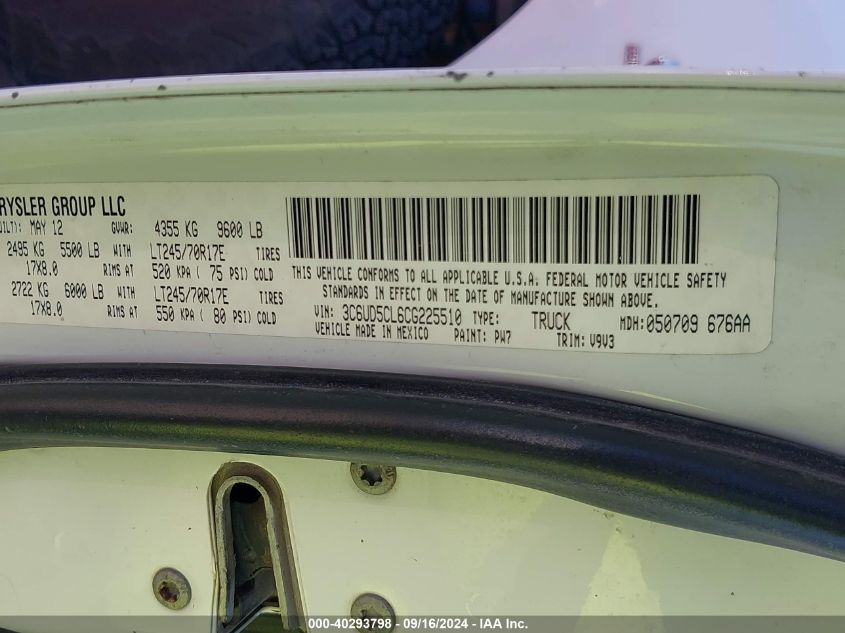 RYSLER GROUP LLC
UILT): MAY 12 GVWR: 4355 KG 9600 LB
2495 KG 5500 LB WITH LT245/70R17E TIRES
17X8.0 RIMS AT 520 KPA ( 75 PSI) COLD
2722 KG 6000 LB WITH LT245/70R17E TIRES
17X8.0 RIMS AT 550 KPA ( 80 PSI) COLD
THIS VEHICLE CONFORMS TO ALL APPLICABLE U.S.A. FEDERAL MOTOR VEHICLE SAFETY
STANDARDS IN EFFECT ON THE DATE OF MANUFACTURE SHOWN ABOVE.
VIN: 3C6UD5CL6CG225510 TYPE: TRUCK MDH: 050709 676AA
VEHICLE MADE IN MEXICO PAINT: PW7 TRIM: V9V3
000-40293798 - 09/16/2024 - IAA Inc.